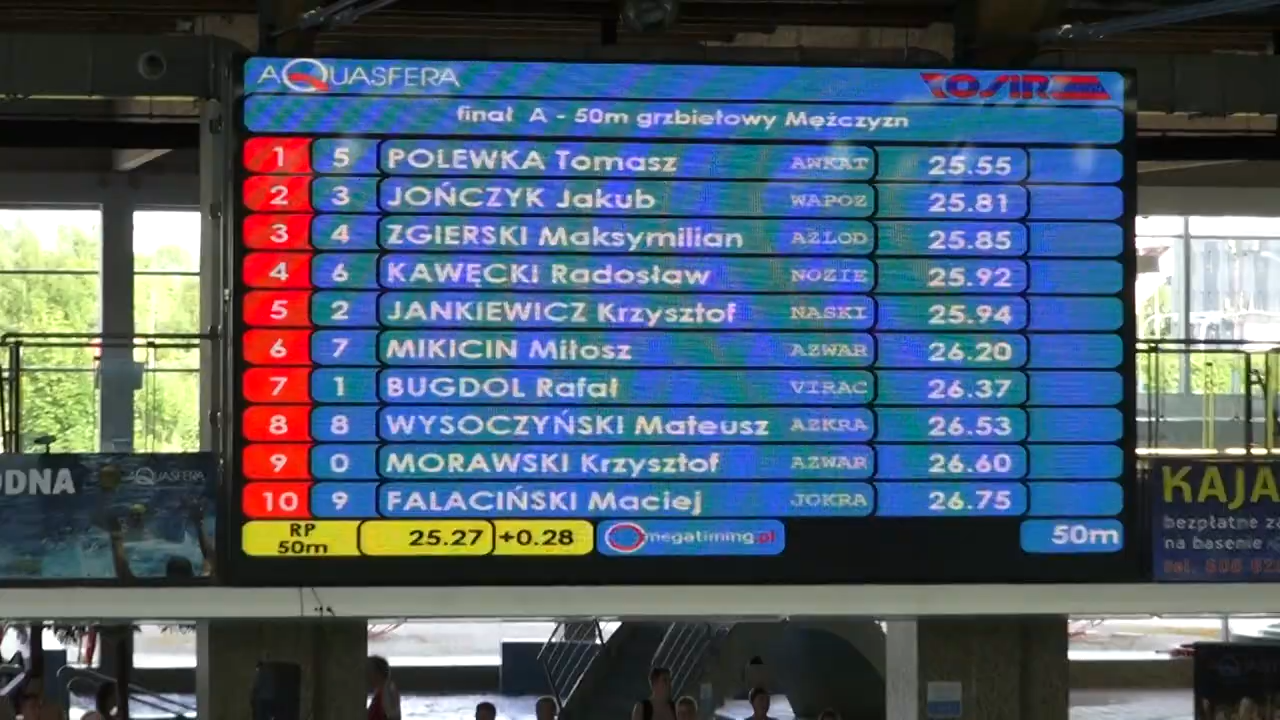 AQUASFERA TOSIR
finał A - 50m grzbietowy Mężczyzn
1 5 POLEWKA Tomasz AWKAT 25.55
2 3 JOŃCZYK Jakub WAPOZ 25.81
3 4 ZGIERSKI Maksymilian AZLOD 25.85
4 6 KAWĘCKI Radosław NOZIE 25.92
5 2 JANKIEWICZ Krzysztof NASKI 25.94
6 7 MIKICIN Miłosz AZWAR 26.20
7 1 BUGDOL Rafał VIRAC 26.37
8 8 WYSOCZYŃSKI Mateusz AZKRA 26.53
9 0 MORAWSKI Krzysztof AZWAR 26.60
10 9 FALACIŃSKI Maciej JOKRA 26.75
RP 50m 25.27 +0.28 Omegatiming.pl 50m
ODNA AQUASFERA
KAJA
bezpłatne z
na basenie
tel.